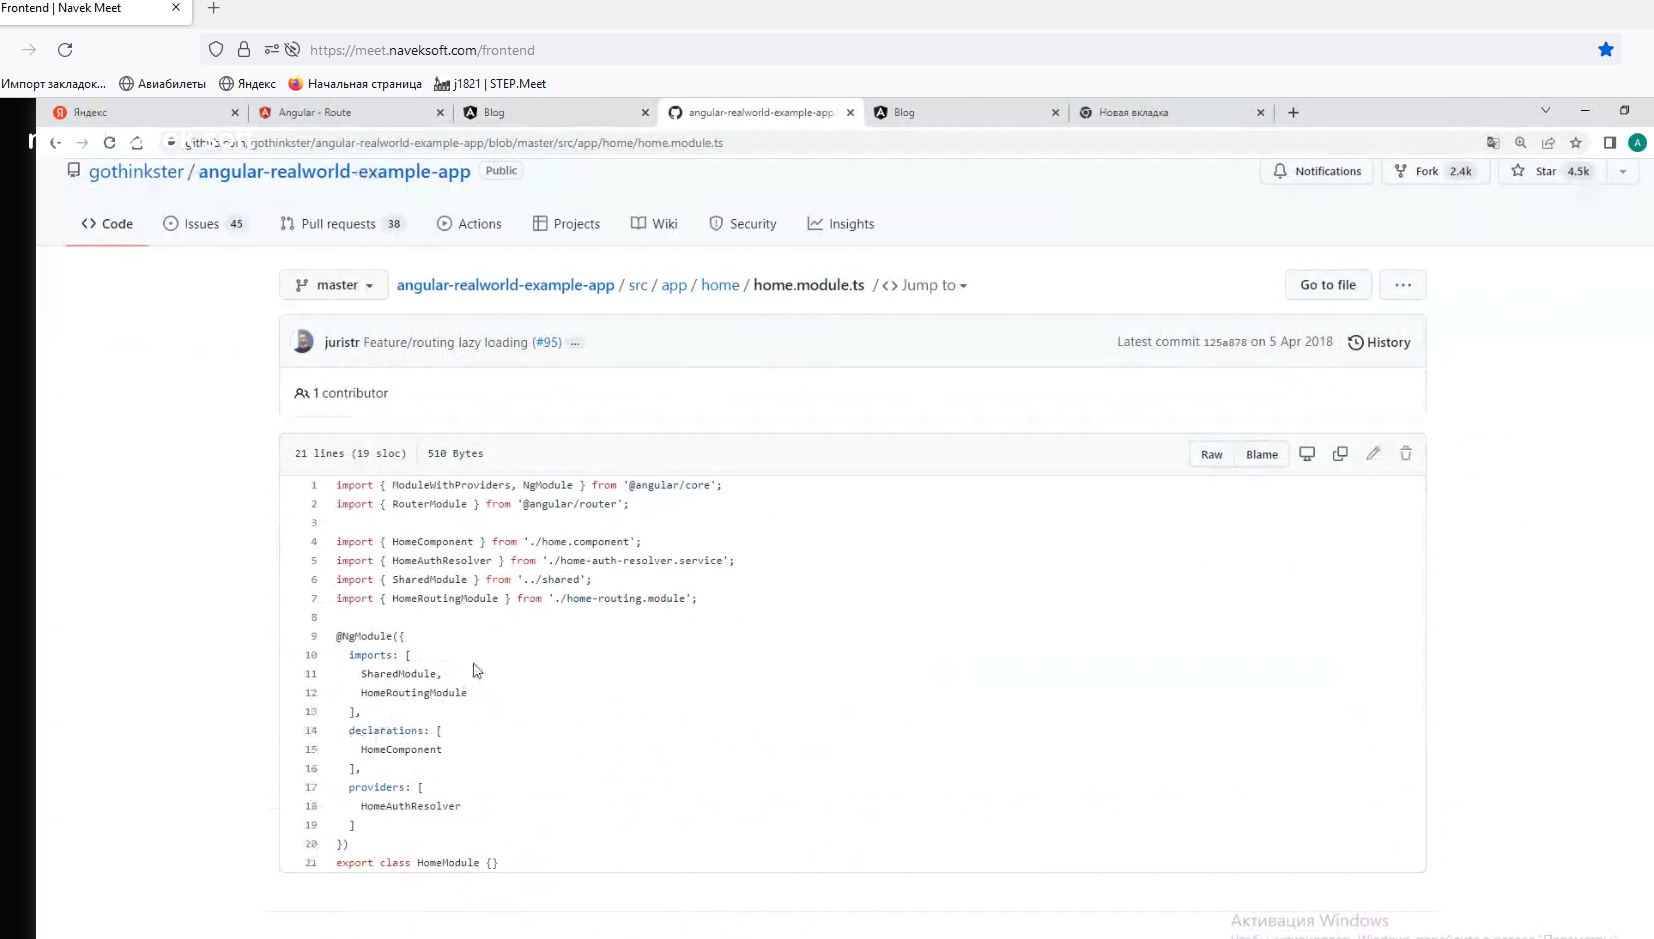 Frontend | Navek Meet
https://meet.naveksoft.com/frontend
Импорт закладок... Авиабилеты Яндекс Начальная страница j1821 | STEP.Meet
Яндекс Angular - Route Blog angular-realworld-example-app Blog Новая вкладка
gothinkster/angular-realworld-example-app/blob/master/src/app/home/home.module.ts A
gothinkster / angular-realworld-example-app Public Notifications Fork 2.4k Star 4.5k
Code Issues 45 Pull requests 38 Actions Projects Wiki Security Insights
master angular-realworld-example-app / src / app / home / home.module.ts / <> Jump to Go to file ...
juristr Feature/routing lazy loading (#95) ... Latest commit 125a878 on 5 Apr 2018 History
1 contributor
21 lines (19 sloc) 510 Bytes Raw Blame
1 import { ModuleWithProviders, NgModule } from '@angular/core';
2 import { RouterModule } from '@angular/router';
3
4 import { HomeComponent } from './home.component';
5 import { HomeAuthResolver } from './home-auth-resolver.service';
6 import { SharedModule } from '../shared';
7 import { HomeRoutingModule } from './home-routing.module';
8
9 @NgModule({
10 imports: [
11 SharedModule,
12 HomeRoutingModule
13 ],
14 declarations: [
15 HomeComponent
16 ],
17 providers: [
18 HomeAuthResolver
19 ]
20 })
21 export class HomeModule {}
Активация Windows